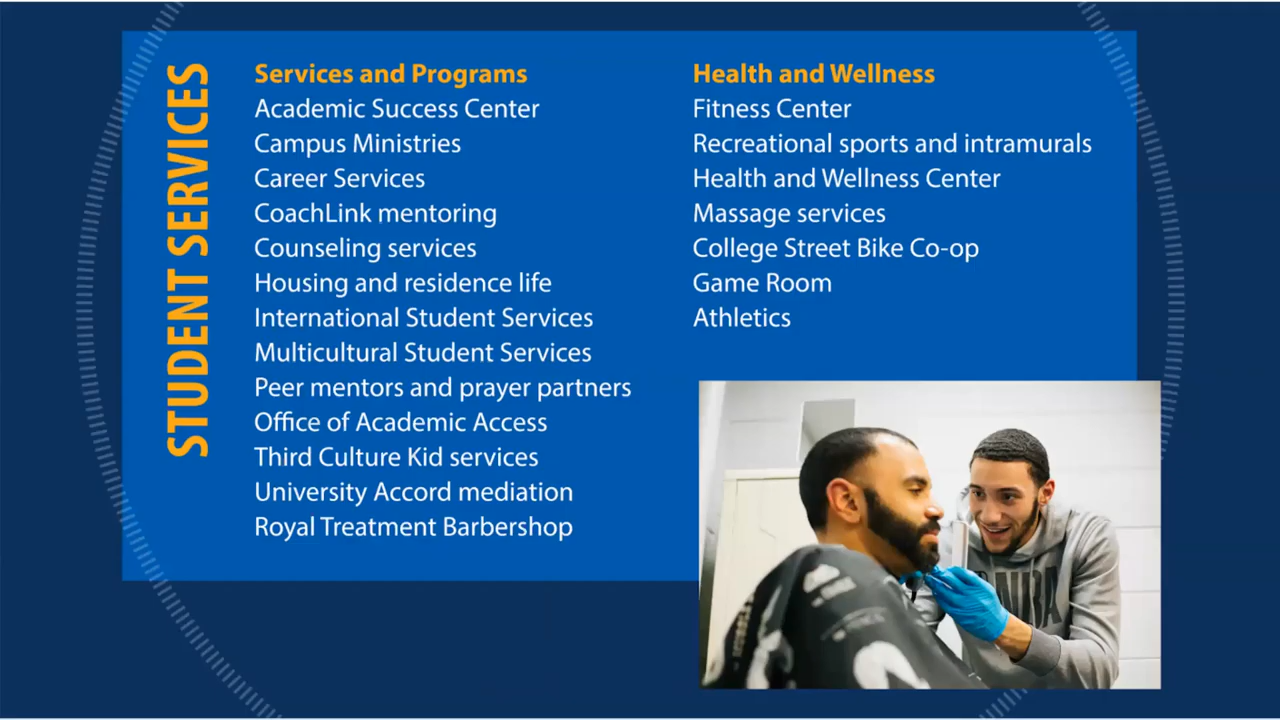 STUDENT SERVICES
Services and Programs
Academic Success Center
Campus Ministries
Career Services
CoachLink mentoring
Counseling services
Housing and residence life
International Student Services
Multicultural Student Services
Peer mentors and prayer partners
Office of Academic Access
Third Culture Kid services
University Accord mediation
Royal Treatment Barbershop
Health and Wellness
Fitness Center
Recreational sports and intramurals
Health and Wellness Center
Massage services
College Street Bike Co-op
Game Room
Athletics